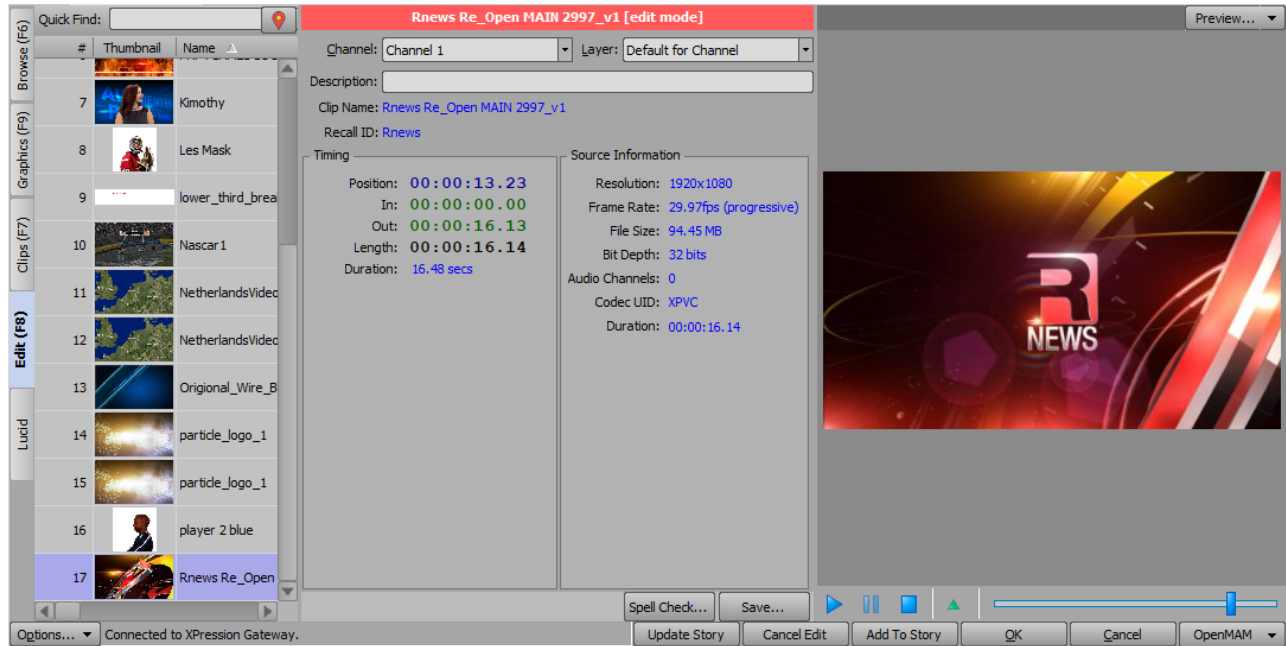 Quick Find:
Rnews Re_Open MAIN 2997_v1 [edit mode]
Preview...
Browse (F6)
Graphics (F9)
Clips (F7)
Edit (F8)
Lucid
# Thumbnail Name
7 Kimothy
8 Les Mask
9 lower_third_brea
10 Nascar1
11 NetherlandsVideo
12 NetherlandsVideo
13 Origional_Wire_B
14 particle_logo_1
15 particle_logo_1
16 player 2 blue
17 Rnews Re_Open
Channel: Channel 1 Layer: Default for Channel
Description:
Clip Name: Rnews Re_Open MAIN 2997_v1
Recall ID: Rnews
Timing
Position: 00:00:13.23
In: 00:00:00.00
Out: 00:00:16.13
Length: 00:00:16.14
Duration: 16.48 secs
Source Information
Resolution: 1920x1080
Frame Rate: 29.97fps (progressive)
File Size: 94.45 MB
Bit Depth: 32 bits
Audio Channels: 0
Codec UID: XPVC
Duration: 00:00:16.14
R
NEWS
Spell Check... Save...
Options... Connected to XPression Gateway. Update Story Cancel Edit Add To Story OK Cancel OpenMAM